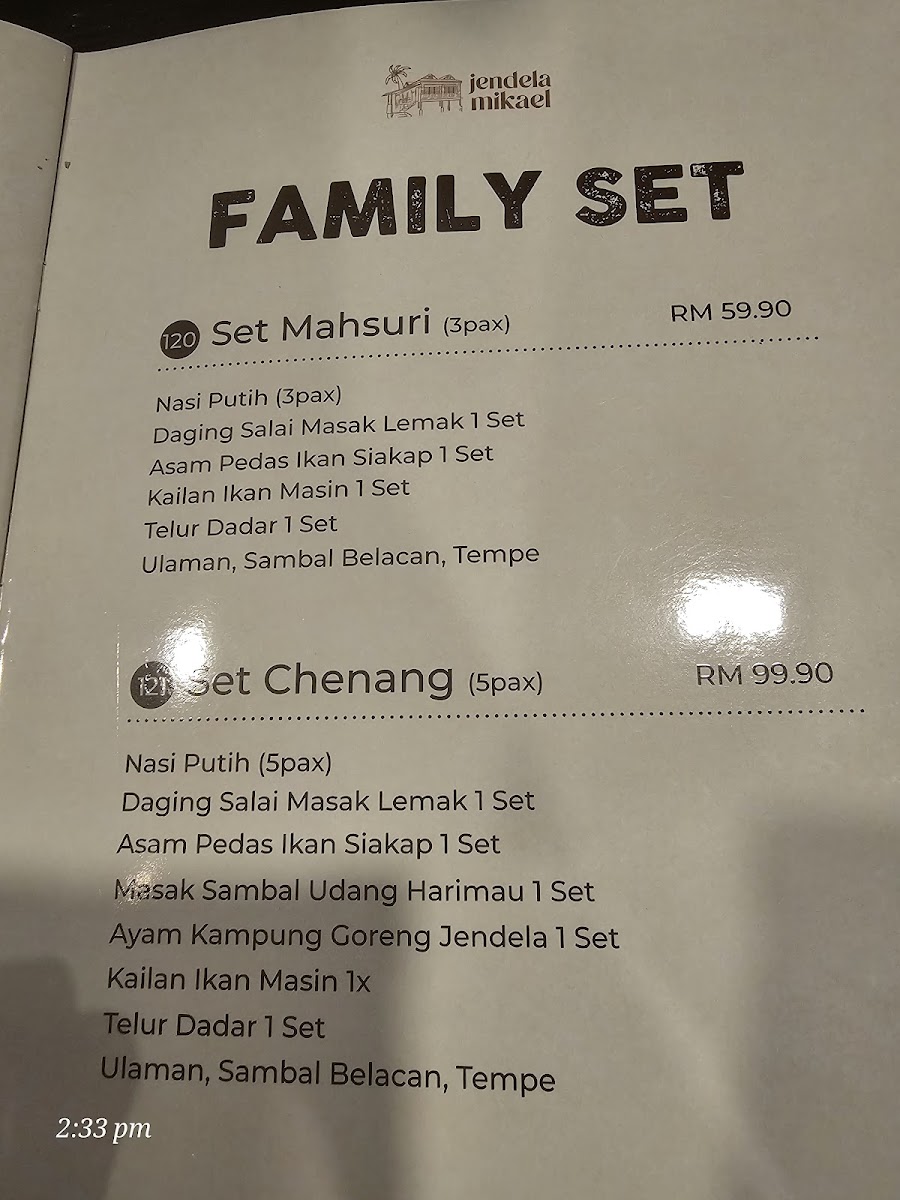 jendela
mikael
FAMILY SET
120 Set Mahsuri (3pax) RM 59.90
Nasi Putih (3pax)
Daging Salai Masak Lemak 1 Set
Asam Pedas Ikan Siakap 1 Set
Kailan Ikan Masin 1 Set
Telur Dadar 1 Set
Ulaman, Sambal Belacan, Tempe
121 Set Chenang (5pax) RM 99.90
Nasi Putih (5pax)
Daging Salai Masak Lemak 1 Set
Asam Pedas Ikan Siakap 1 Set
Masak Sambal Udang Harimau 1 Set
Ayam Kampung Goreng Jendela 1 Set
Kailan Ikan Masin 1x
Telur Dadar 1 Set
Ulaman, Sambal Belacan, Tempe
2:33 pm